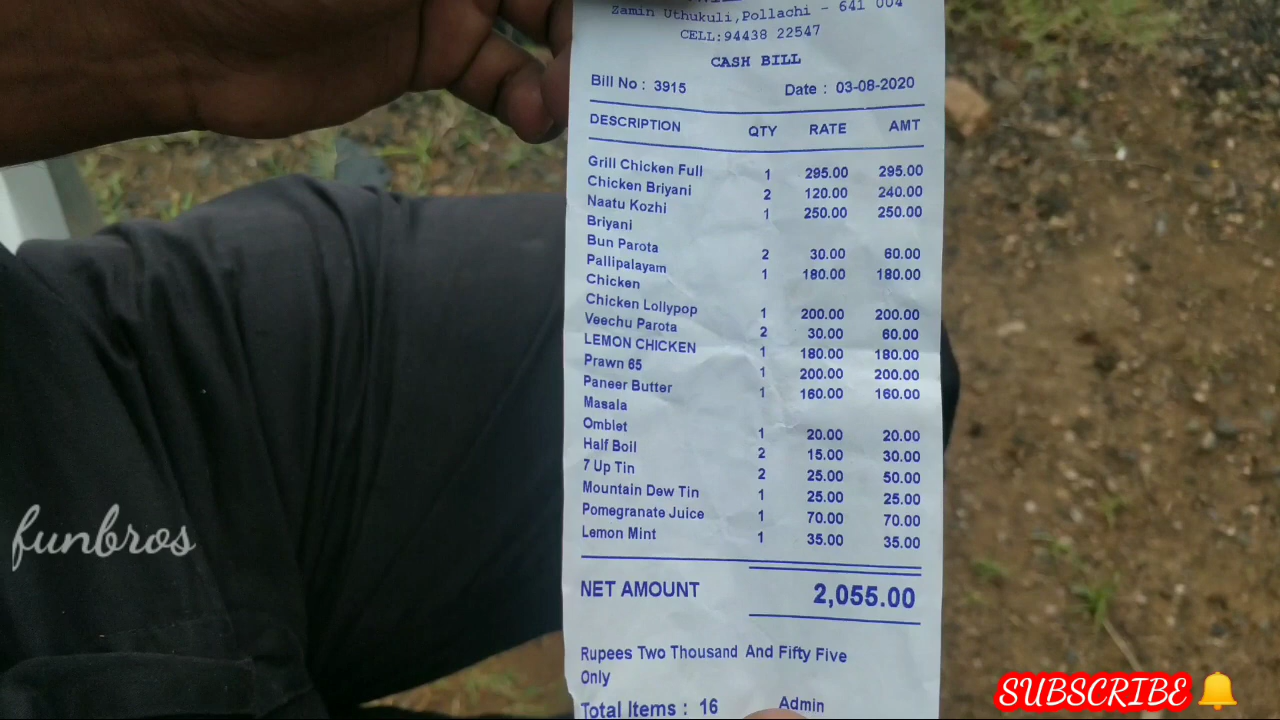 Zamin Uthukuli,Pollachi - 641 004
CELL:94438 22547
CASH BILL
Bill No : 3915 Date : 03-08-2020
DESCRIPTION QTY RATE AMT
Grill Chicken Full 1 295.00 295.00
Chicken Briyani 2 120.00 240.00
Naatu Kozhi 1 250.00 250.00
Briyani
Bun Parota 2 30.00 60.00
Pallipalayam 1 180.00 180.00
Chicken
Chicken Lollypop 1 200.00 200.00
Veechu Parota 2 30.00 60.00
LEMON CHICKEN 1 180.00 180.00
Prawn 65 1 200.00 200.00
Paneer Butter 1 160.00 160.00
Masala
Omblet 1 20.00 20.00
Half Boil 2 15.00 30.00
7 Up Tin 2 25.00 50.00
Mountain Dew Tin 1 25.00 25.00
Pomegranate Juice 1 70.00 70.00
Lemon Mint 1 35.00 35.00
NET AMOUNT 2,055.00
Rupees Two Thousand And Fifty Five
Only
Total Items : 16 Admin
funbros
SUBSCRIBE